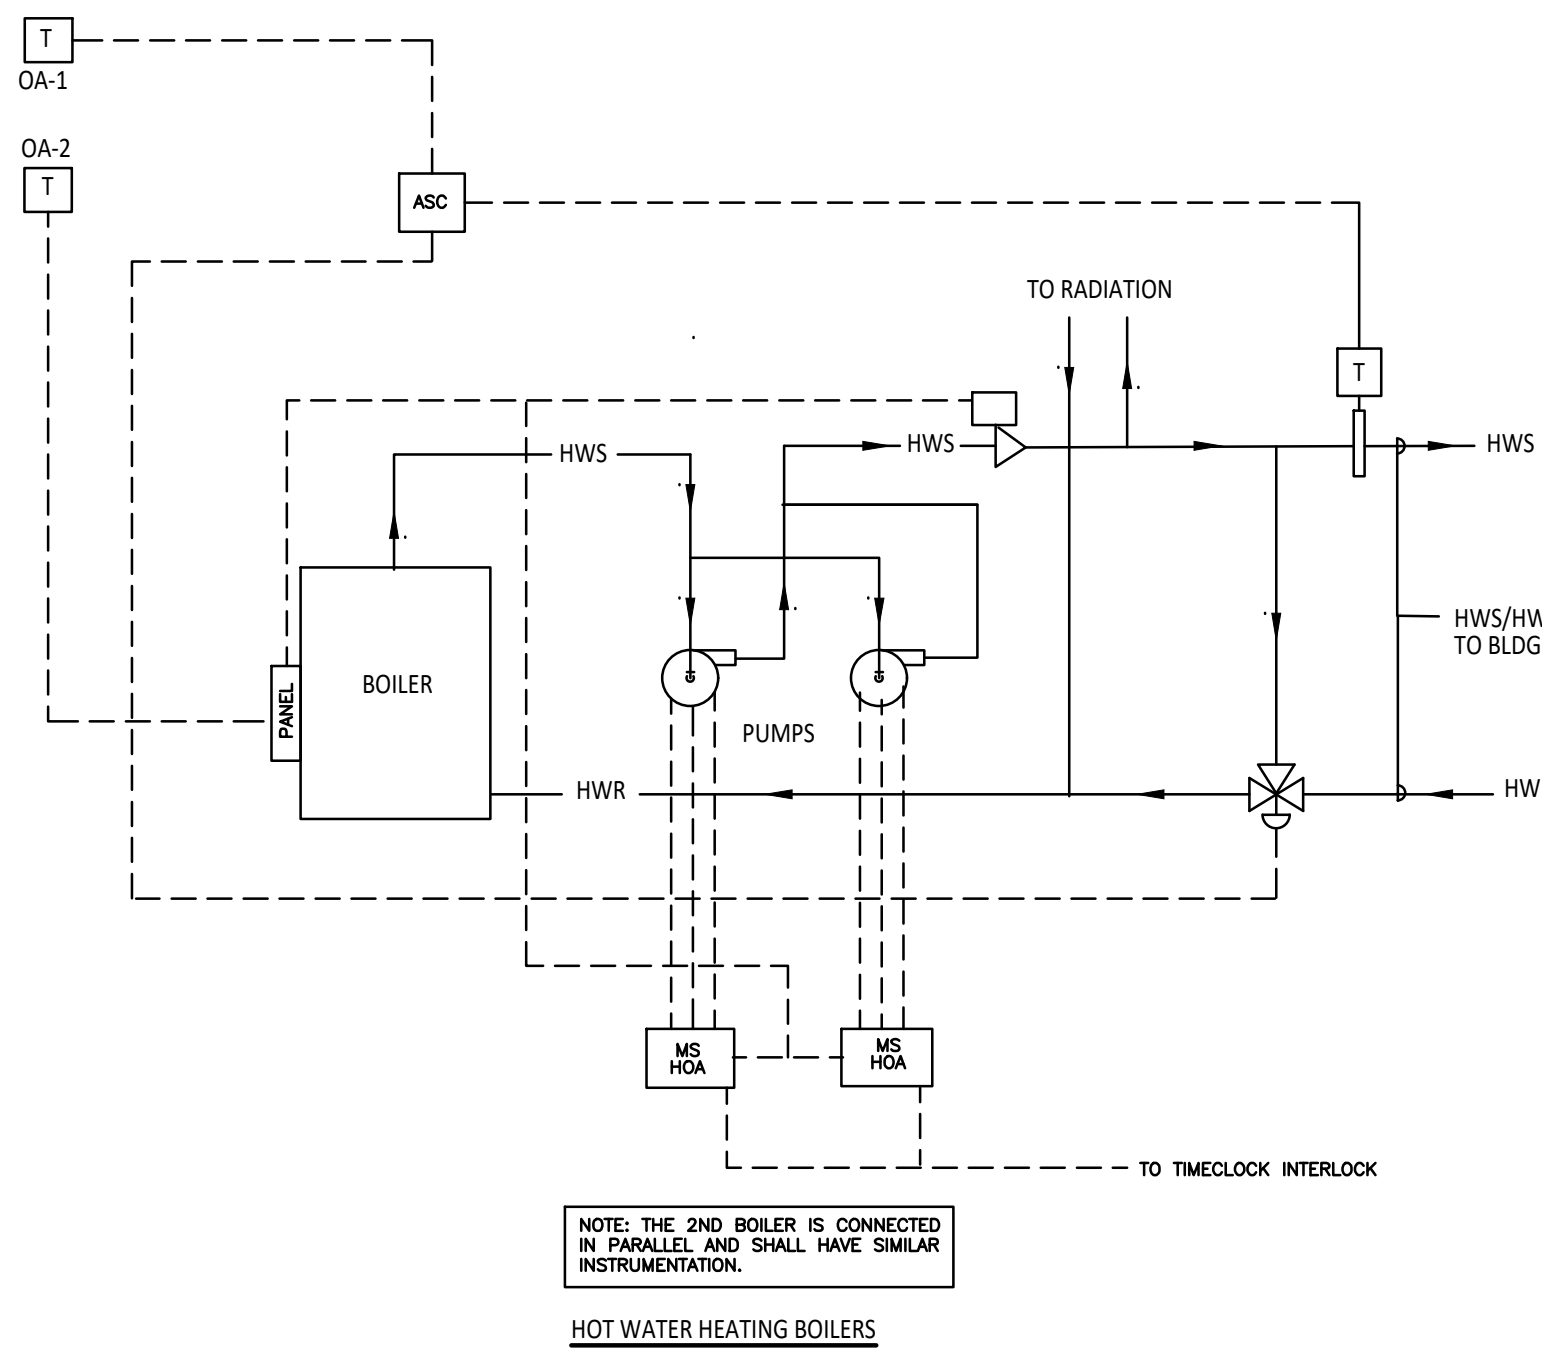 T
OA-1
OA-2
T
ASC
TO RADIATION
T
HWS
HWS
HWS
PANEL
BOILER
HWS/HW
TO BLDG
PUMPS
HWR
HW
MS
HOA
MS
HOA
TO TIMECLOCK INTERLOCK
NOTE: THE 2ND BOILER IS CONNECTED
IN PARALLEL AND SHALL HAVE SIMILAR
INSTRUMENTATION.
HOT WATER HEATING BOILERS